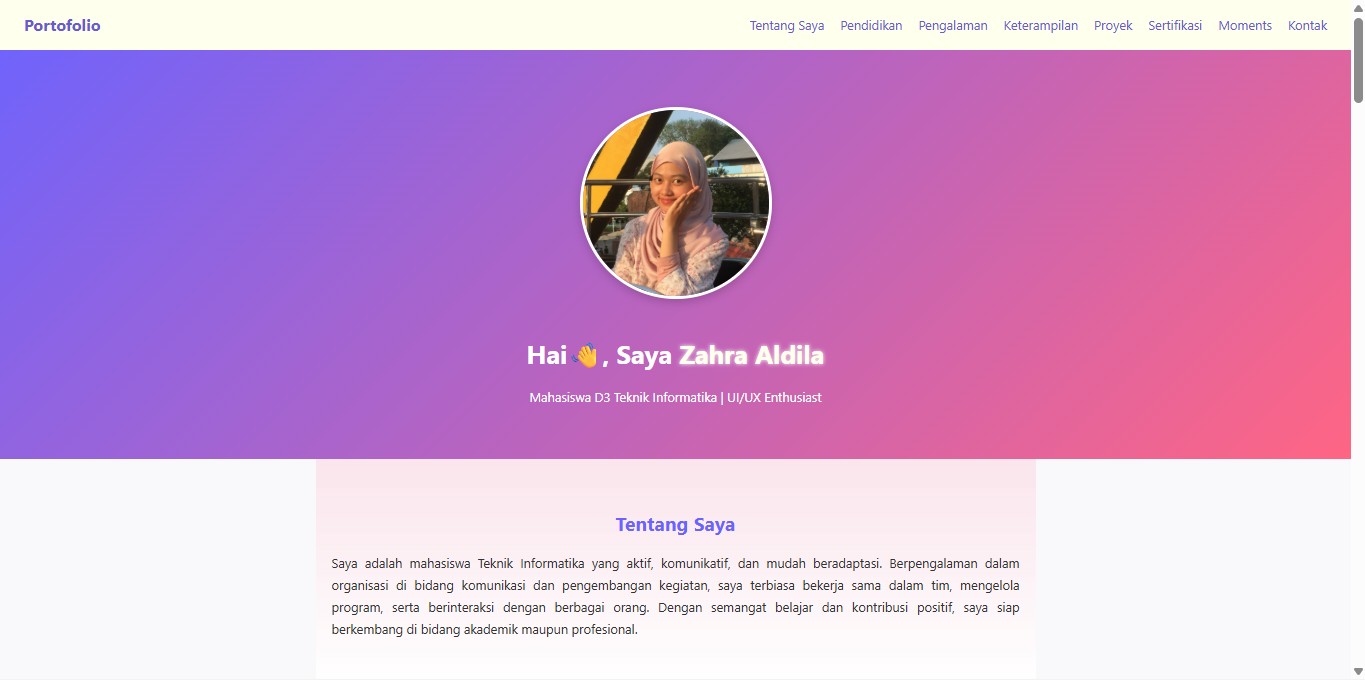 Portofolio
Tentang Saya Pendidikan Pengalaman Keterampilan Proyek Sertifikasi Moments Kontak
Hai👋, Saya Zahra Aldila
Mahasiswa D3 Teknik Informatika | UI/UX Enthusiast
Tentang Saya
Saya adalah mahasiswa Teknik Informatika yang aktif, komunikatif, dan mudah beradaptasi. Berpengalaman dalam
organisasi di bidang komunikasi dan pengembangan kegiatan, saya terbiasa bekerja sama dalam tim, mengelola
program, serta berinteraksi dengan berbagai orang. Dengan semangat belajar dan kontribusi positif, saya siap
berkembang di bidang akademik maupun profesional.